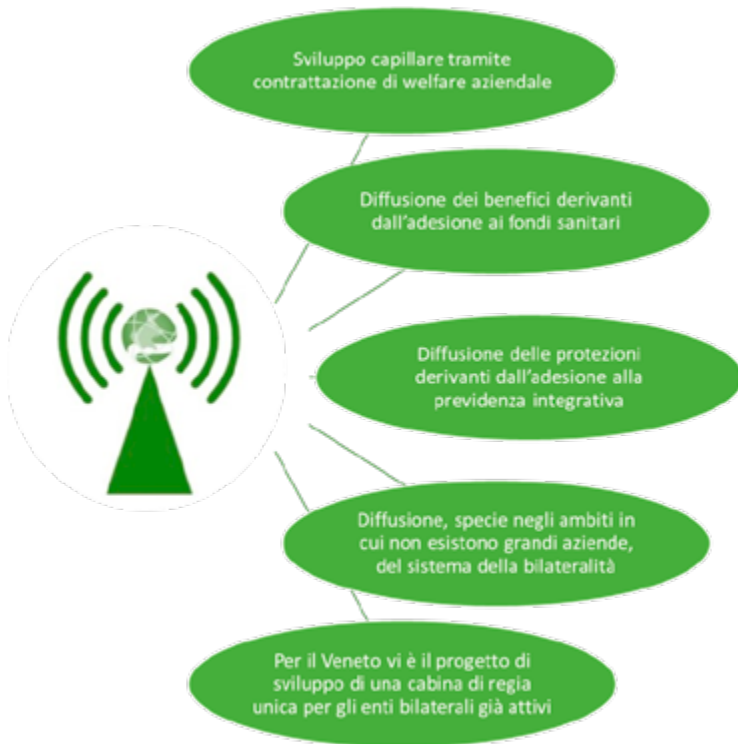 Sviluppo capillare tramite
contrattazione di welfare aziendale
Diffusione dei benefici derivanti
dall'adesione ai fondi sanitari
Diffusione delle protezioni
derivanti dall'adesione alla
previdenza integrativa
Diffusione, specie negli ambiti in
cui non esistono grandi aziende,
del sistema della bilateralità
Per il Veneto vi è il progetto di
sviluppo di una cabina di regia
unica per gli enti bilaterali già attivi